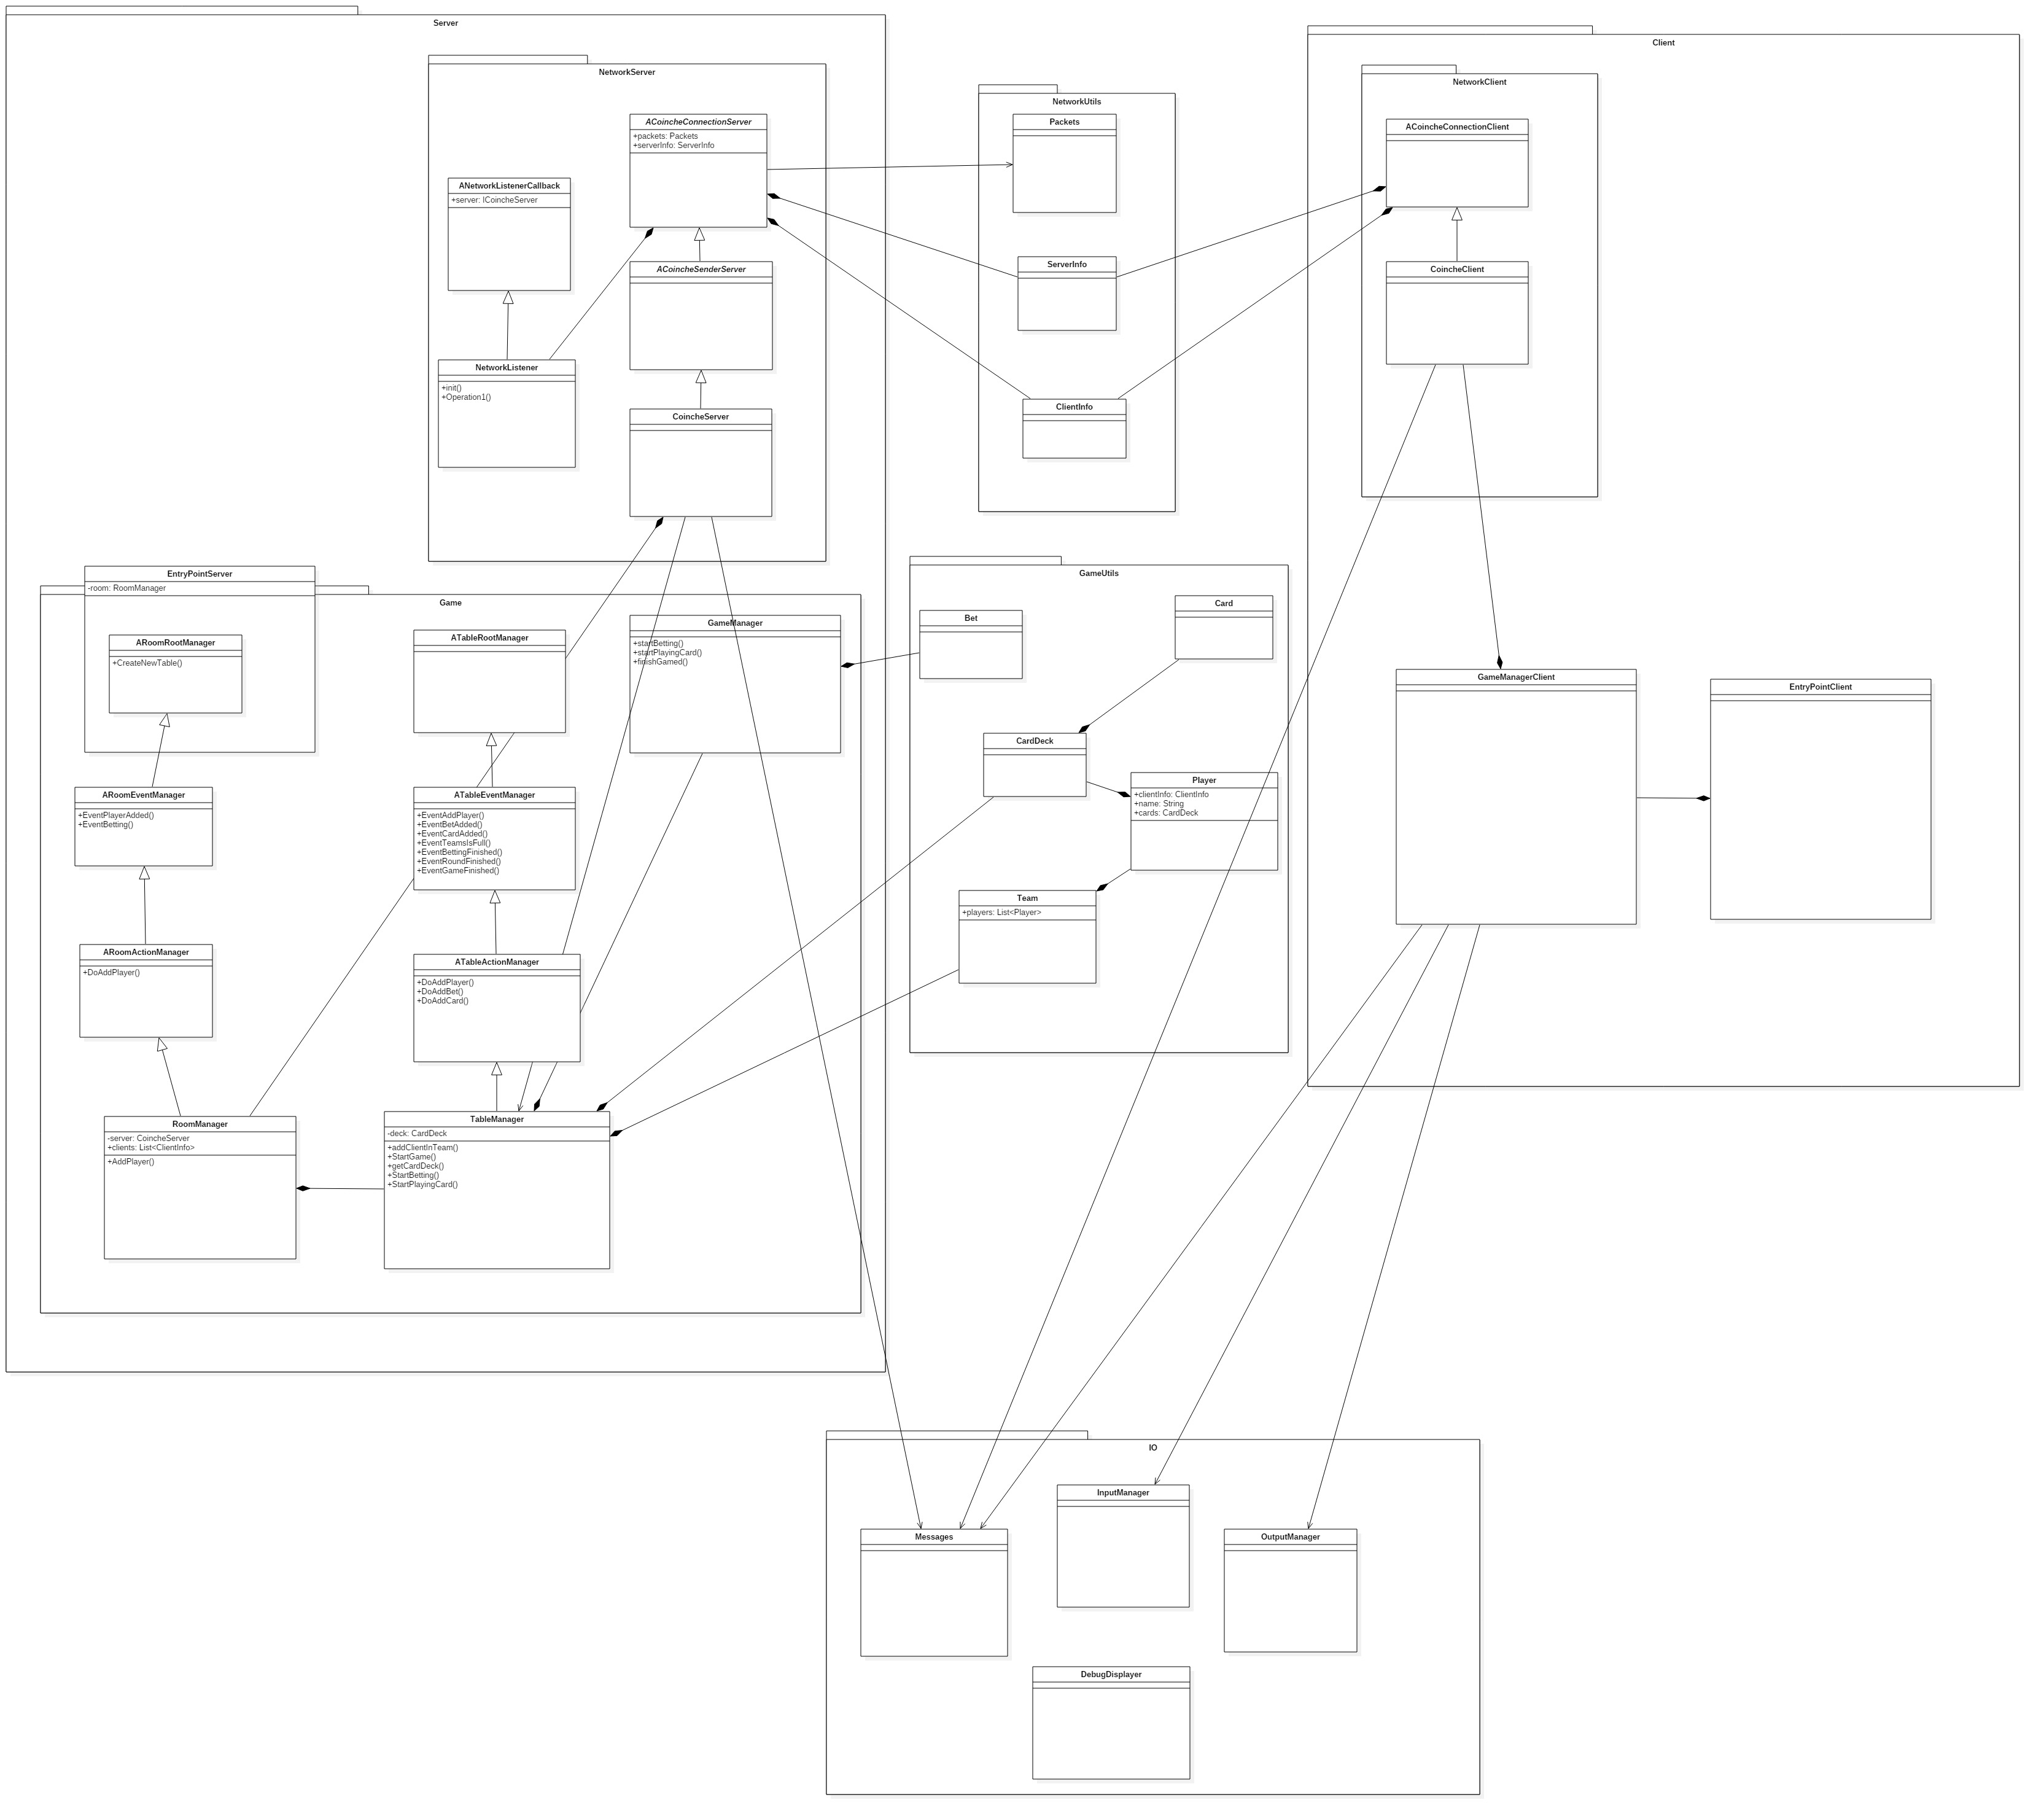 Server
NetworkServer
ACoincheConnectionServer
+packets: Packets
+serverInfo: ServerInfo
ANetworkListenerCallback
+server: ICoincheServer
ACoincheSenderServer
NetworkListener
+init()
+Operation1()
CoincheServer
EntryPointServer
-room: RoomManager
Game
ARoomRootManager
+CreateNewTable()
ATableRootManager
GameManager
+startBetting()
+startPlayingCard()
+finishGamed()
ARoomEventManager
+EventPlayerAdded()
+EventBetting()
ATableEventManager
+EventAddPlayer()
+EventBetAdded()
+EventCardAdded()
+EventTeamsIsFull()
+EventBettingFinished()
+EventRoundFinished()
+EventGameFinished()
ARoomActionManager
+DoAddPlayer()
ATableActionManager
+DoAddPlayer()
+DoAddBet()
+DoAddCard()
RoomManager
-server: CoincheServer
+clients: List<ClientInfo>
+AddPlayer()
TableManager
-deck: CardDeck
+addClientInTeam()
+StartGame()
+getCardDeck()
+StartBetting()
+StartPlayingCard()
NetworkUtils
Packets
ServerInfo
ClientInfo
GameUtils
Bet
Card
CardDeck
Player
+clientInfo: ClientInfo
+name: String
+cards: CardDeck
Team
+players: List<Player>
Client
NetworkClient
ACoincheConnectionClient
CoincheClient
GameManagerClient
EntryPointClient
IO
InputManager
Messages
OutputManager
DebugDisplayer